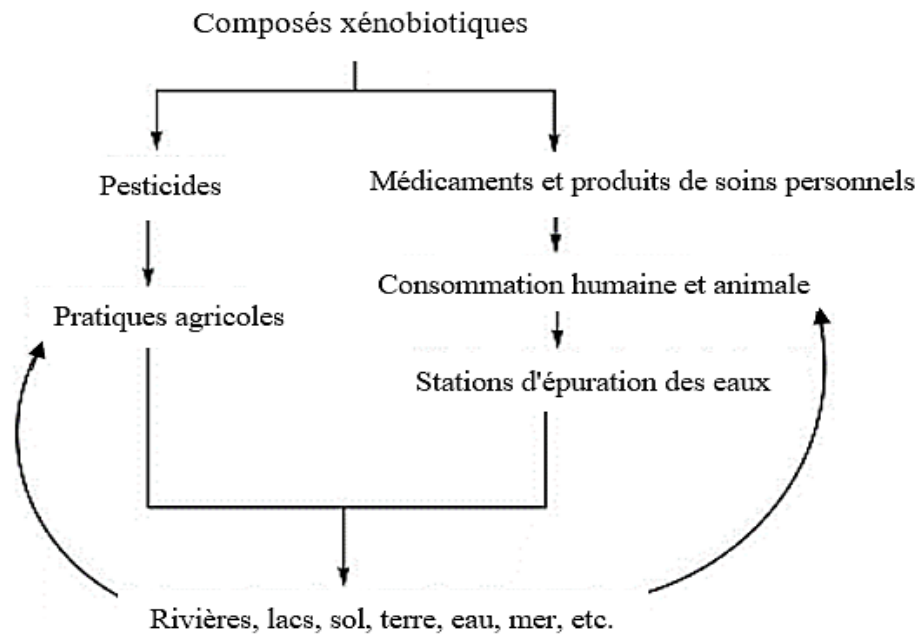 Composés xénobiotiques
Pesticides
Médicaments et produits de soins personnels
Pratiques agricoles
Consommation humaine et animale
Stations d'épuration des eaux
Rivières, lacs, sol, terre, eau, mer, etc.